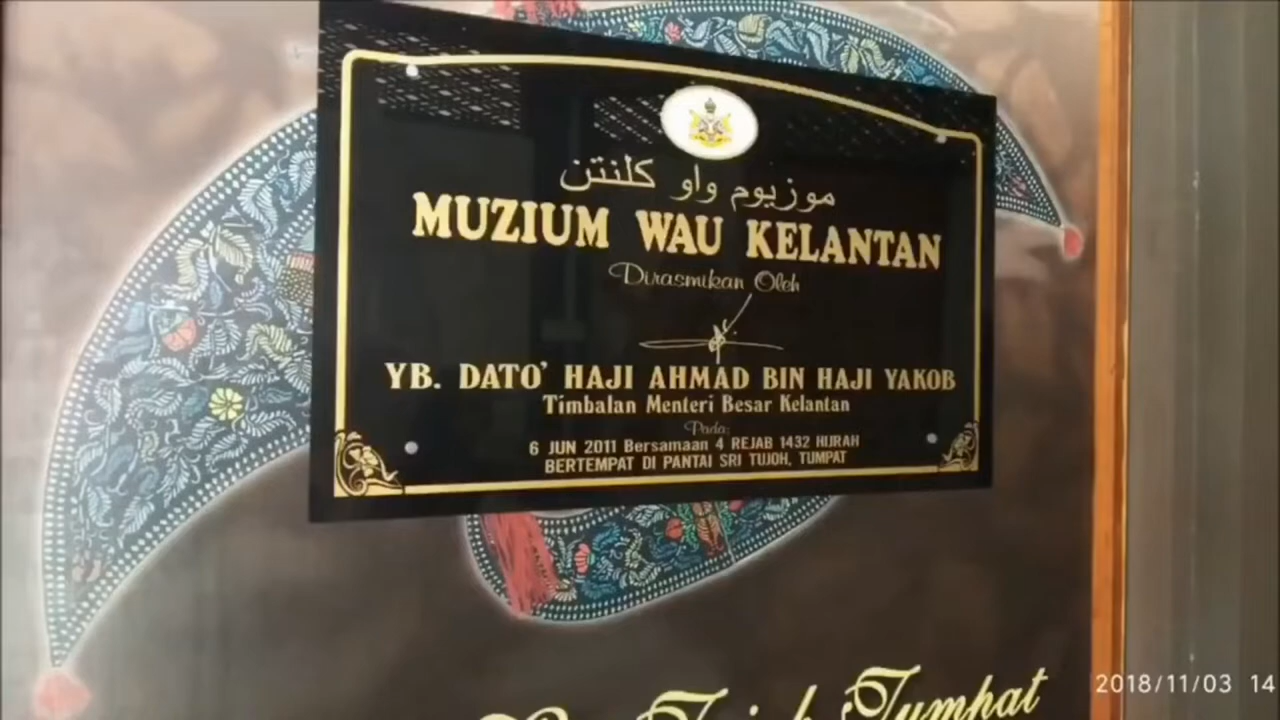 موزيوم واو كلنتن
MUZIUM WAU KELANTAN
Dirasmikan Oleh
YB. DATO' HAJI AHMAD BIN HAJI YAKOB
Timbalan Menteri Besar Kelantan
Pada:
6 JUN 2011 Bersamaan 4 REJAB 1432 HIJRAH
BERTEMPAT DI PANTAI SRI TUJOH, TUMPAT
Tumpat
2018/11/03 14